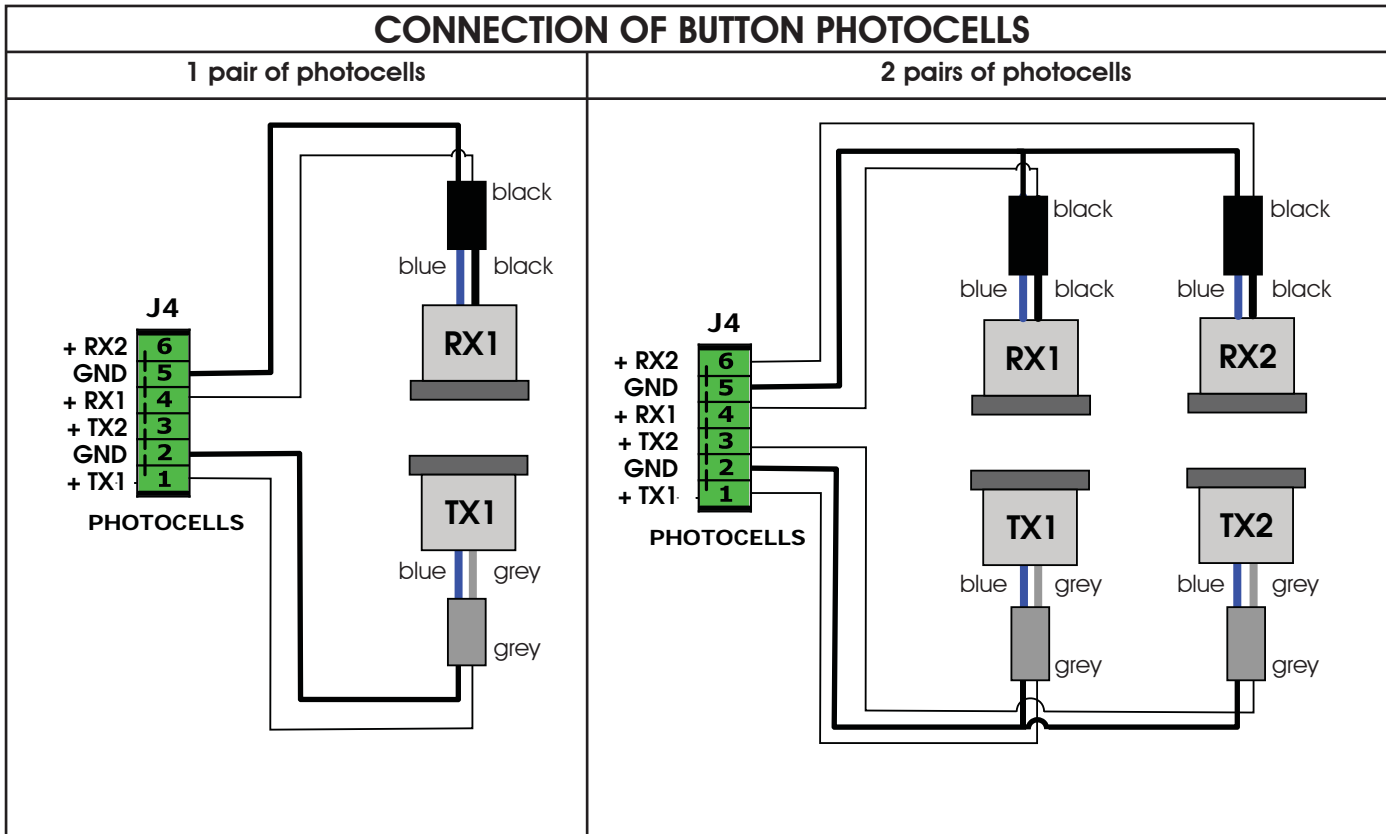 CONNECTION OF BUTTON PHOTOCELLS
1 pair of photocells
2 pairs of photocells
black
blue
black
RX1
J4
+ RX2 6
GND 5
+ RX1 4
+ TX2 3
GND 2
+ TX1 1
PHOTOCELLS
TX1
blue
grey
grey
black
black
blue
black
blue
black
RX1
RX2
J4
+ RX2 6
GND 5
+ RX1 4
+ TX2 3
GND 2
+ TX1 1
PHOTOCELLS
TX1
TX2
blue
grey
blue
grey
grey
grey